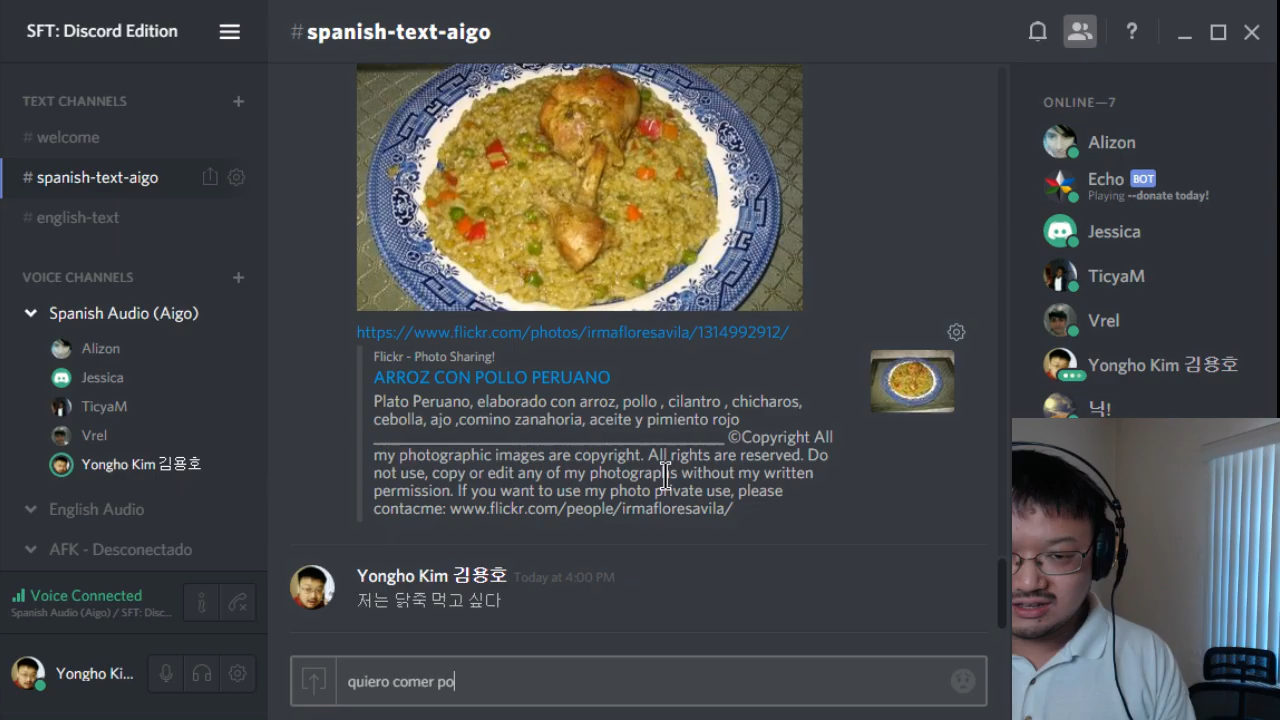 SFT: Discord Edition
# spanish-text-aigo
TEXT CHANNELS
# welcome
# spanish-text-aigo
# english-text
VOICE CHANNELS
Spanish Audio (Aigo)
Alizon
Jessica
TicyaM
Vrel
Yongho Kim 김용호
English Audio
AFK - Desconectado
Voice Connected
Spanish Audio (Aigo) / SFT: Disc...
Yongho Ki...
https://www.flickr.com/photos/irmafloresavila/1314992912/
Flickr - Photo Sharing!
ARROZ CON POLLO PERUANO
Plato Peruano, elaborado con arroz, pollo , cilantro , chicharos,
cebolla, ajo ,comino zanahoria, aceite y pimiento rojo
______________________________________ ©Copyright All
my photographic images are copyright. All rights are reserved. Do
not use, copy or edit any of my photographs without my written
permission. If you want to use my photo private use, please
contacme: www.flickr.com/people/irmafloresavila/
Yongho Kim 김용호 Today at 4:00 PM
저는 닭죽 먹고 싶다
quiero comer po
ONLINE—7
Alizon
Echo BOT
Playing --donate today!
Jessica
TicyaM
Vrel
Yongho Kim 김용호
닉!